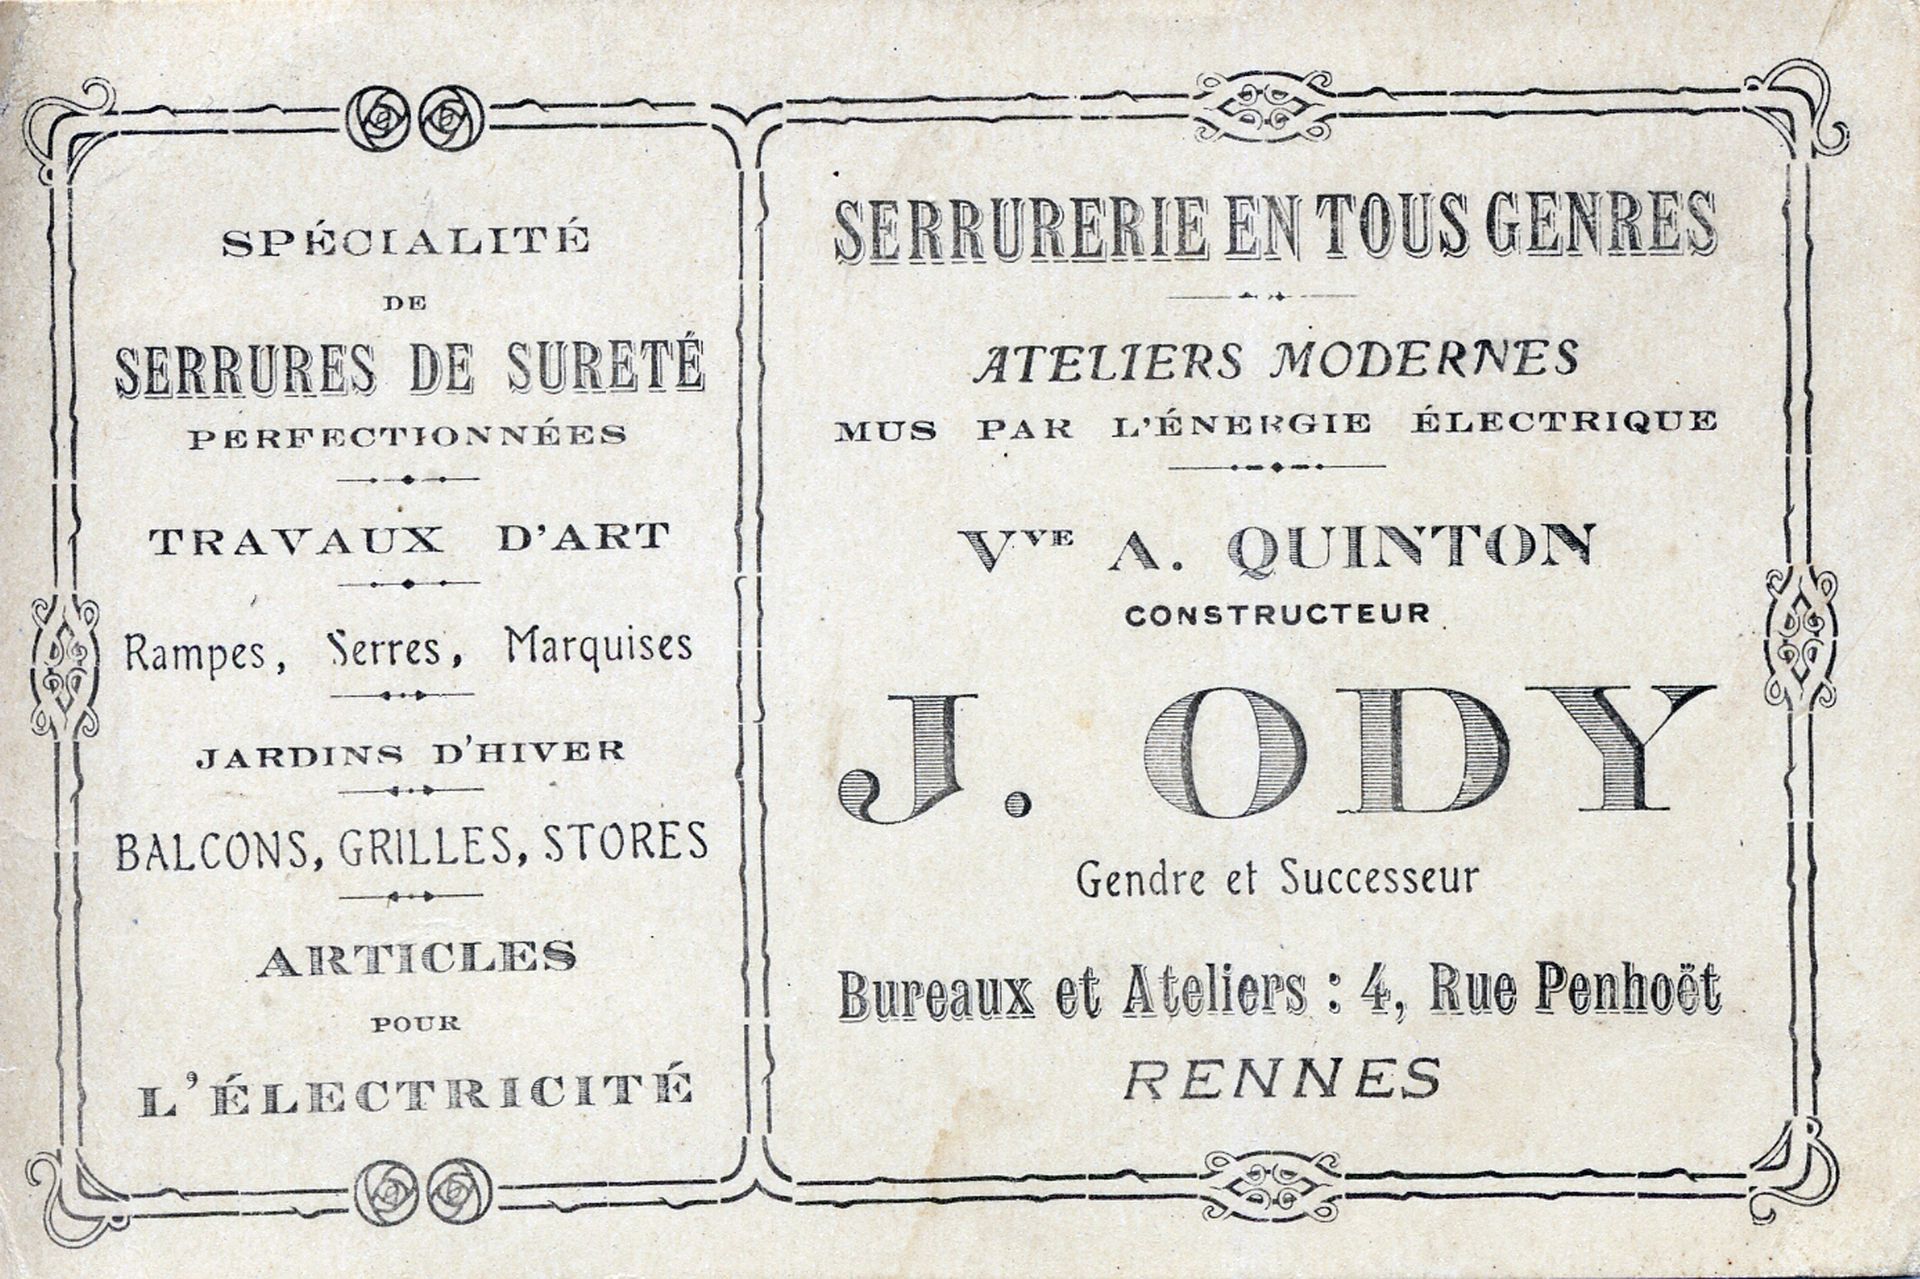 SPÉCIALITÉ
DE
SERRURES DE SURETÉ
PERFECTIONNÉES
TRAVAUX D'ART
Rampes, Serres, Marquises
JARDINS D'HIVER
BALCONS, GRILLES, STORES
ARTICLES
POUR
L'ÉLECTRICITÉ
SERRURERIE EN TOUS GENRES
ATELIERS MODERNES
MUS PAR L'ÉNERGIE ÉLECTRIQUE
VVE A. QUINTON
CONSTRUCTEUR
J. ODY
Gendre et Successeur
Bureaux et Ateliers : 4, Rue Penhoët
RENNES